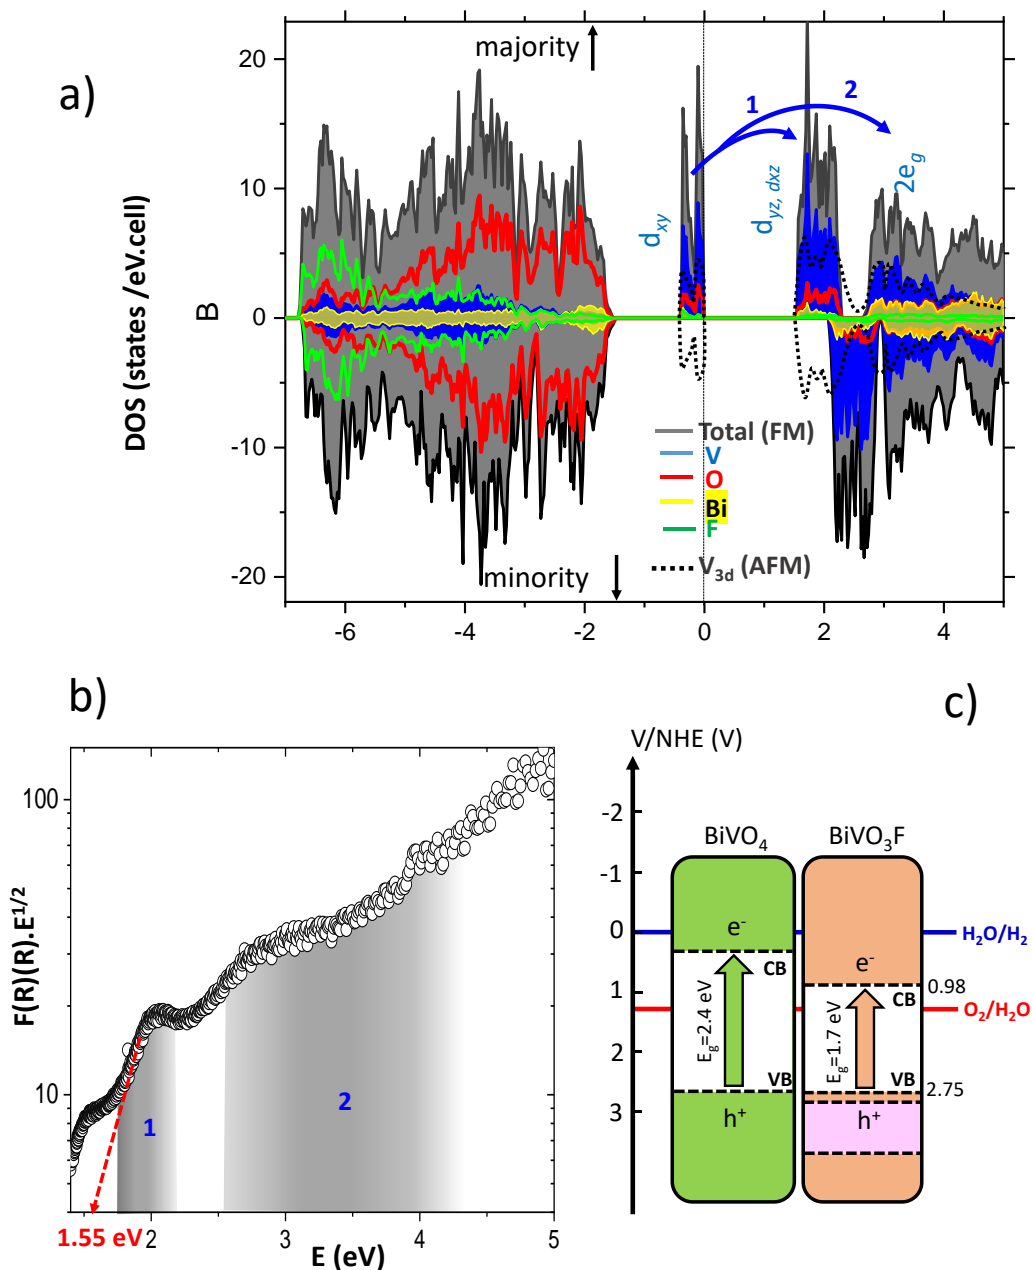 a)
majority
1
2
20
10
0
-10
-20
B
DOS (states /eV.cell)
d_xy
d_yz, dxz
2e_g
Total (FM)
V
O
Bi
F
V_3d (AFM)
minority
-6
-4
-2
0
2
4
b)
100
10
F(R)(R).E^1/2
1
2
1.55 eV
2
3
4
5
E (eV)
c)
V/NHE (V)
-2
-1
0
1
2
3
BiVO₄
BiVO₃F
e⁻
e⁻
H₂O/H₂
CB
CB
0.98
O₂/H₂O
E_g=2.4 eV
E_g=1.7 eV
VB
VB
2.75
h⁺
h⁺